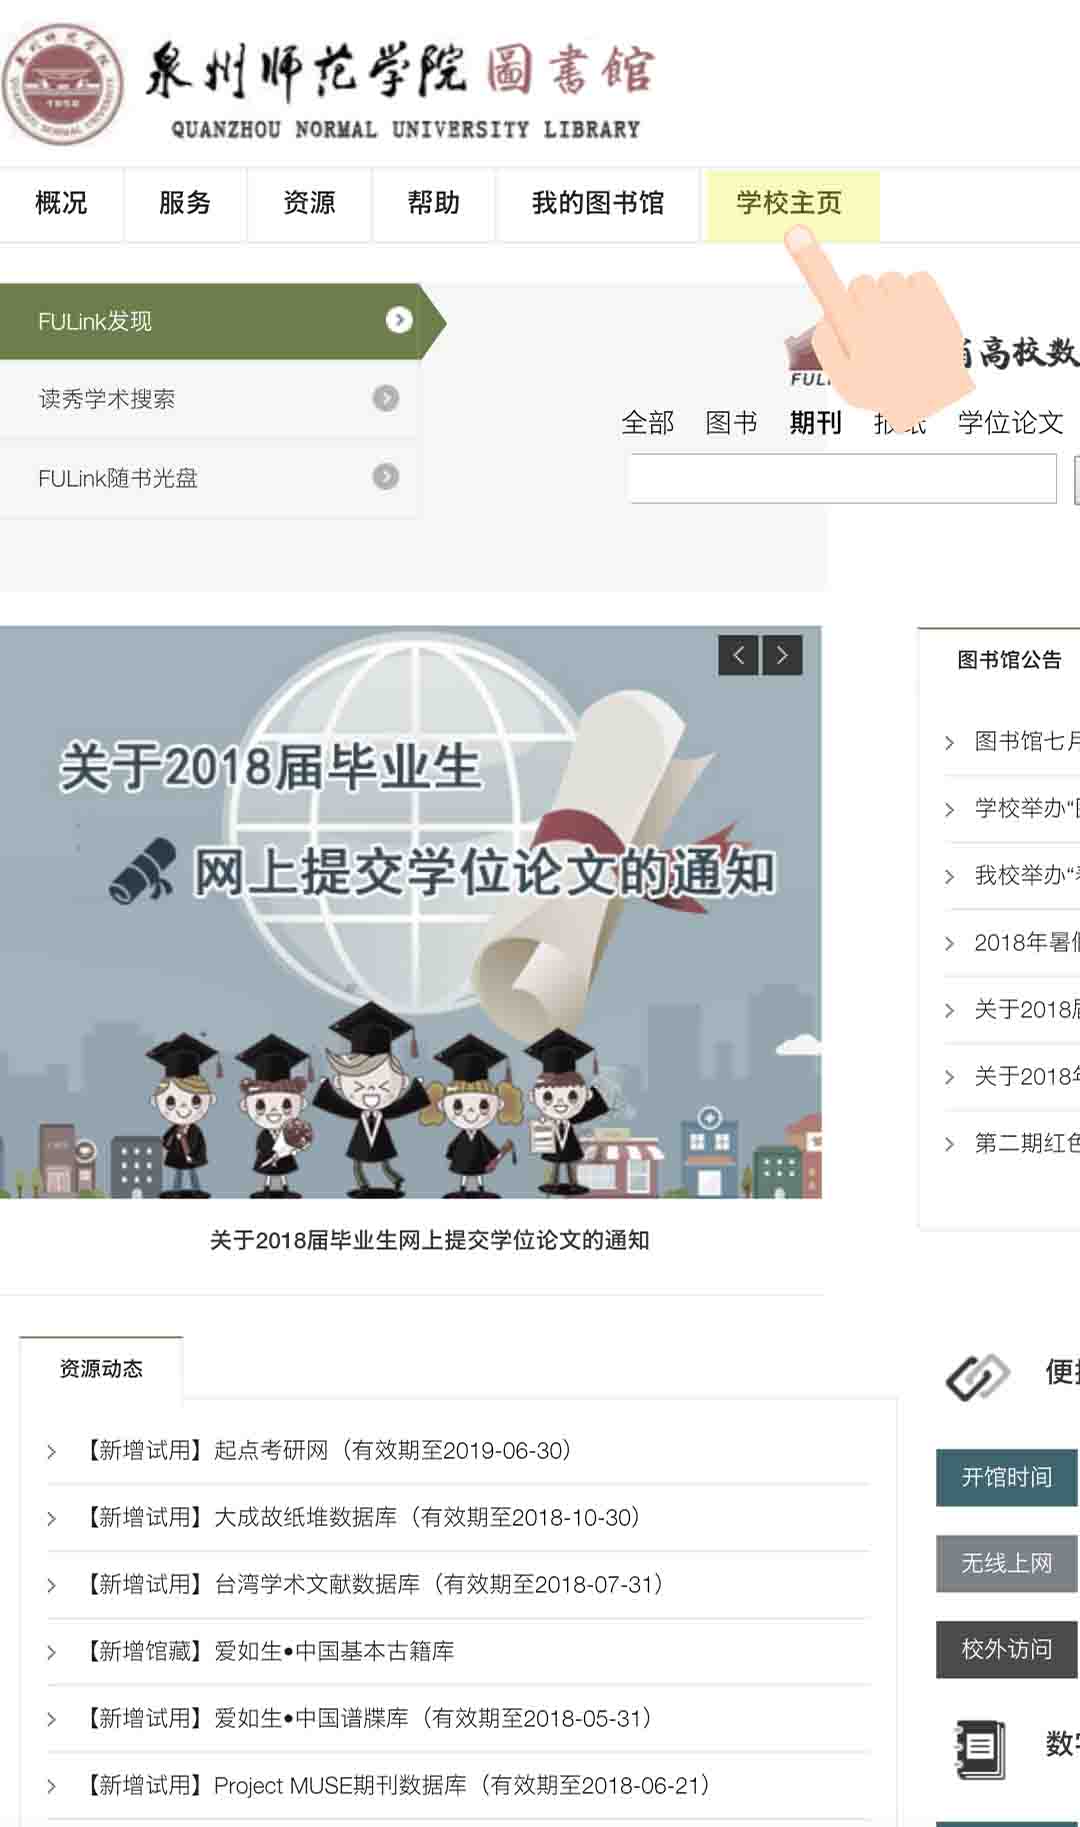 泉州师范学院 圖書館
QUANZHOU NORMAL UNIVERSITY LIBRARY
概况 服务 资源 帮助 我的图书馆 学校主页
FULink发现
读秀学术搜索
FULink随书光盘
高校数
FULi
全部 图书 期刊 报纸 学位论文
关于2018届毕业生
网上提交学位论文的通知
关于2018届毕业生网上提交学位论文的通知
图书馆公告
图书馆七月
学校举办“
我校举办“
2018年暑假
关于2018届
关于2018年
第二期红色
资源动态
【新增试用】起点考研网（有效期至2019-06-30）
【新增试用】大成故纸堆数据库（有效期至2018-10-30）
【新增试用】台湾学术文献数据库（有效期至2018-07-31）
【新增馆藏】爱如生•中国基本古籍库
【新增试用】爱如生•中国谱牒库（有效期至2018-05-31）
【新增试用】Project MUSE期刊数据库（有效期至2018-06-21）
便捷
开馆时间
无线上网
校外访问
数字